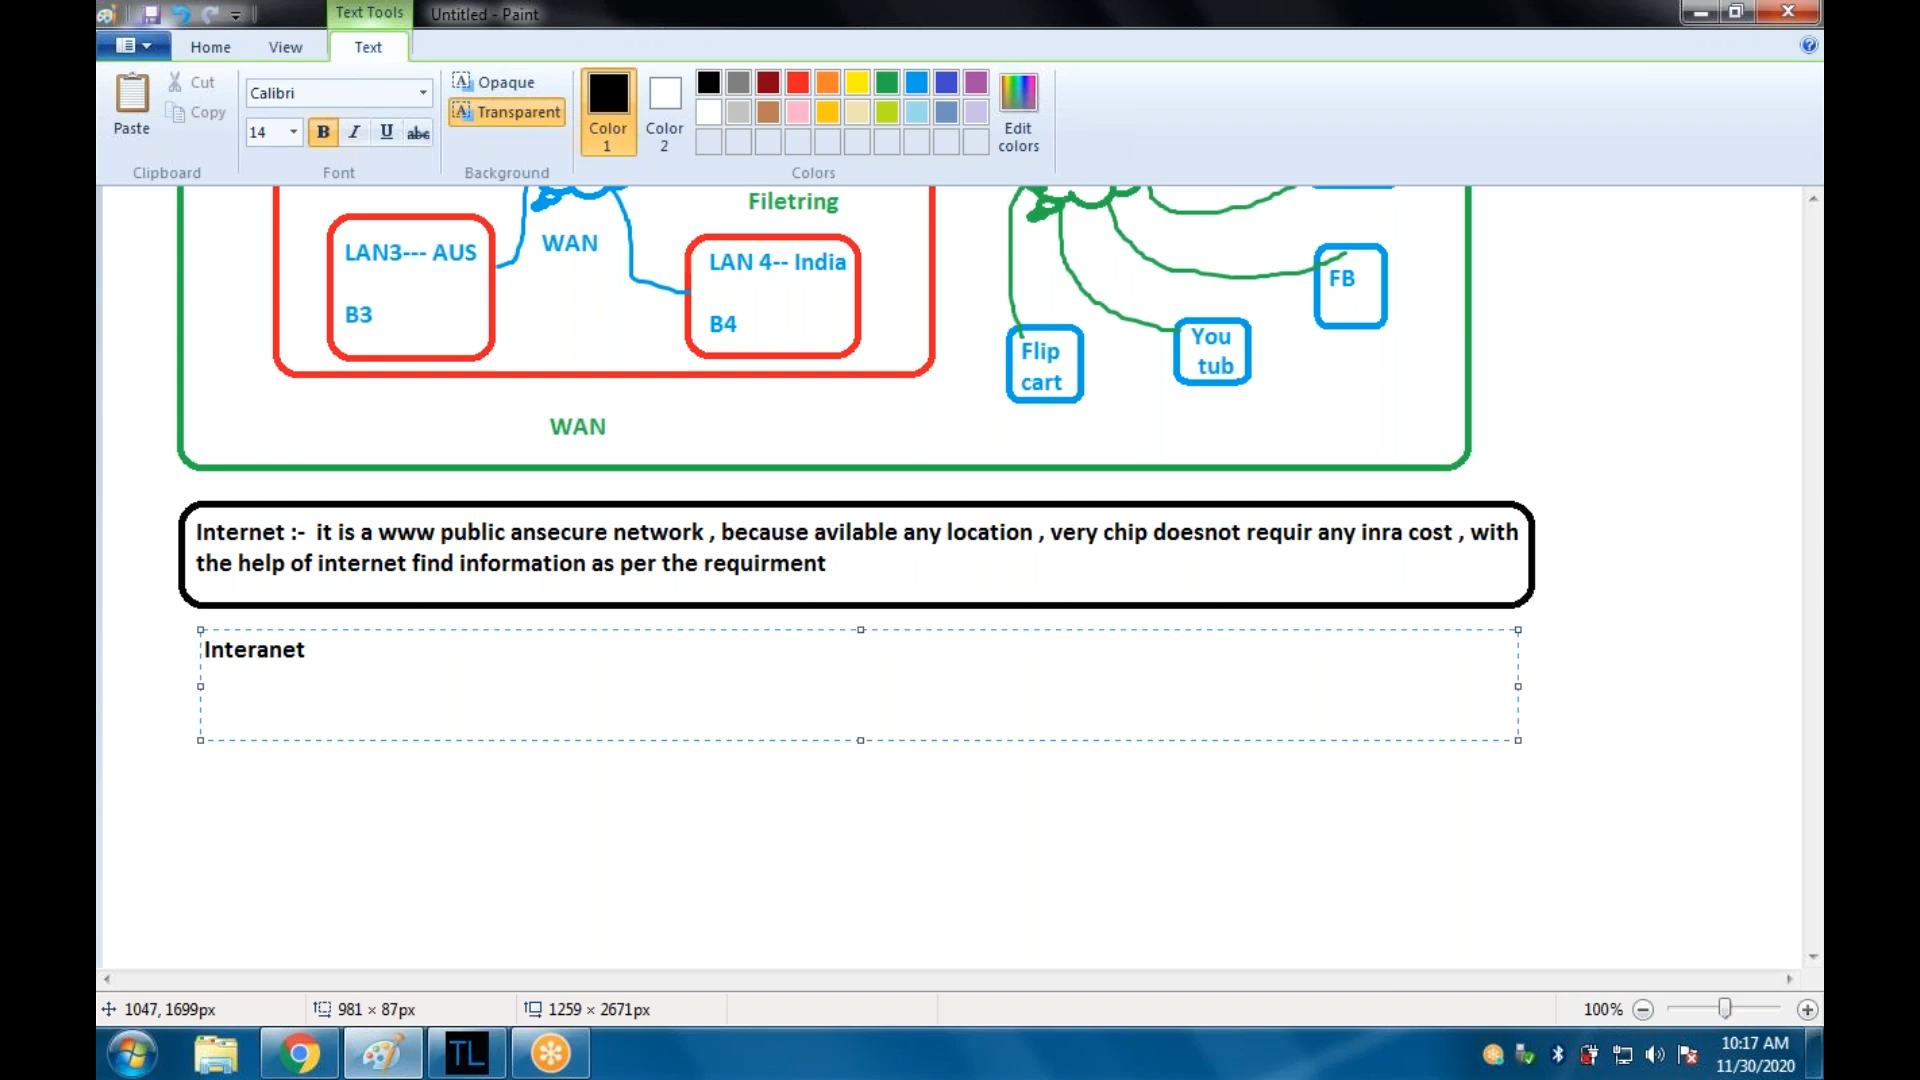 Text Tools
Untitled - Paint
Home
View
Text
Paste
Cut
Copy
Clipboard
Calibri
14
B I U abc
Font
Opaque
Transparent
Background
Color
1
Color
2
Edit
colors
Colors
Filetring
LAN3--- AUS
B3
WAN
LAN 4-- India
B4
FB
You
tub
Flip
cart
WAN
Internet :-  it is a www public ansecure network , because avilable any location , very chip doesnot requir any inra cost , with
the help of internet find information as per the requirment
Interanet
1047, 1699px
981 × 87px
1259 × 2671px
100%
TL
10:17 AM
11/30/2020